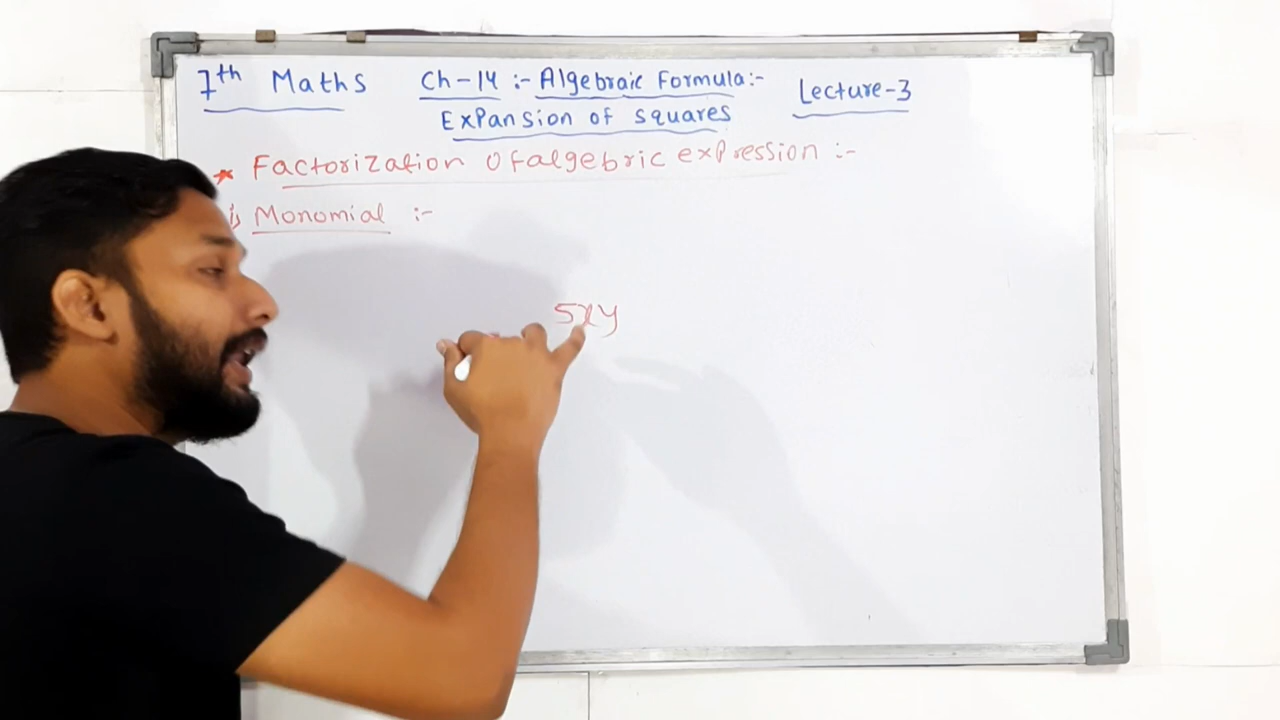 7th Maths Ch-14 :- Algebraic Formula:- Lecture-3
Expansion of squares
* Factorization of algebric expression :-
i) Monomial :-
5xy